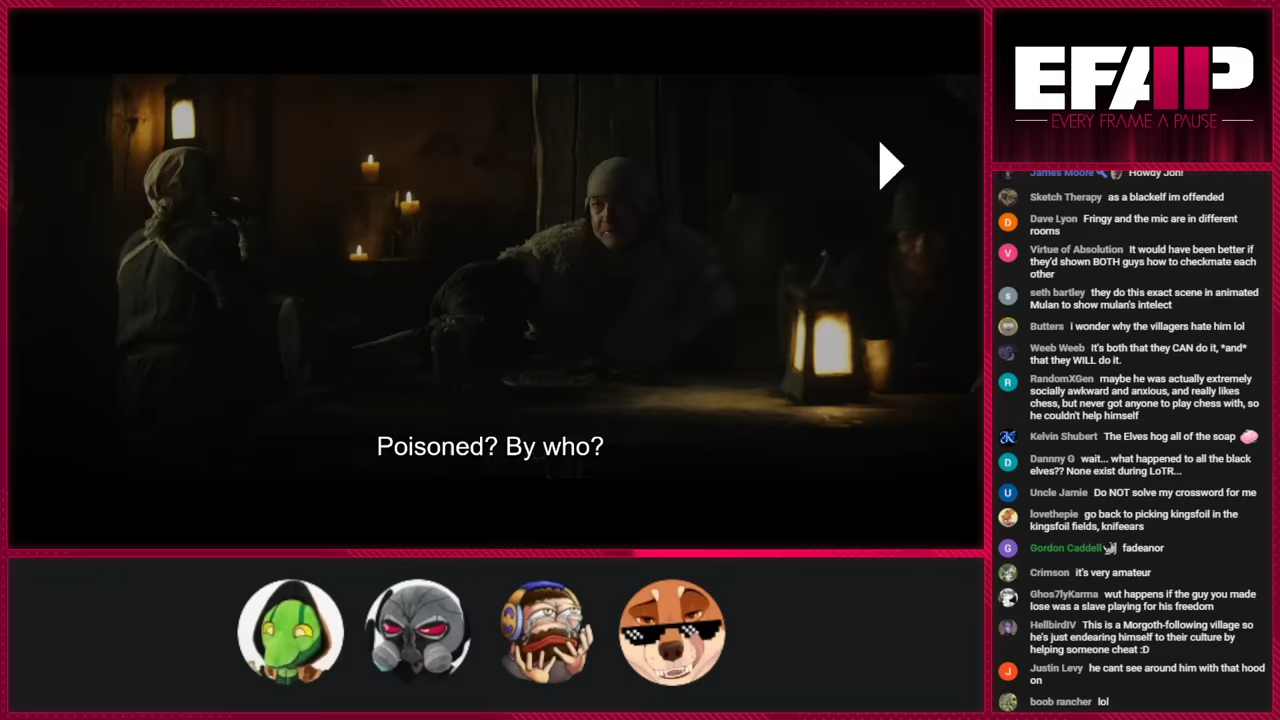 Poisoned? By who?
EFAP
EVERY FRAME A PAUSE
James Moore Howdy Jon!
Sketch Therapy as a blackelf im offended
Dave Lyon Fringy and the mic are in different
rooms
Virtue of Absolution It would have been better if
they'd shown BOTH guys how to checkmate each
other
seth bartley they do this exact scene in animated
Mulan to show mulan's intelect
Butters i wonder why the villagers hate him lol
Weeb Weeb It's both that they CAN do it, *and*
that they WILL do it.
RandomXGen maybe he was actually extremely
socially awkward and anxious, and really likes
chess, but never got anyone to play chess with, so
he couldn't help himself
Kelvin Shubert The Elves hog all of the soap
Dannny G wait... what happened to all the black
elves?? None exist during LoTR...
Uncle Jamie Do NOT solve my crossword for me
lovethepie go back to picking kingsfoil in the
kingsfoil fields, knifeears
Gordon Caddell fadeanor
Crimson it's very amateur
Ghos7lyKarma wut happens if the guy you made
lose was a slave playing for his freedom
HellbirdIV This is a Morgoth-following village so
he's just endearing himself to their culture by
helping someone cheat :D
Justin Levy he cant see around him with that hood
on
boob rancher lol
D
V
s
R
D
U
J